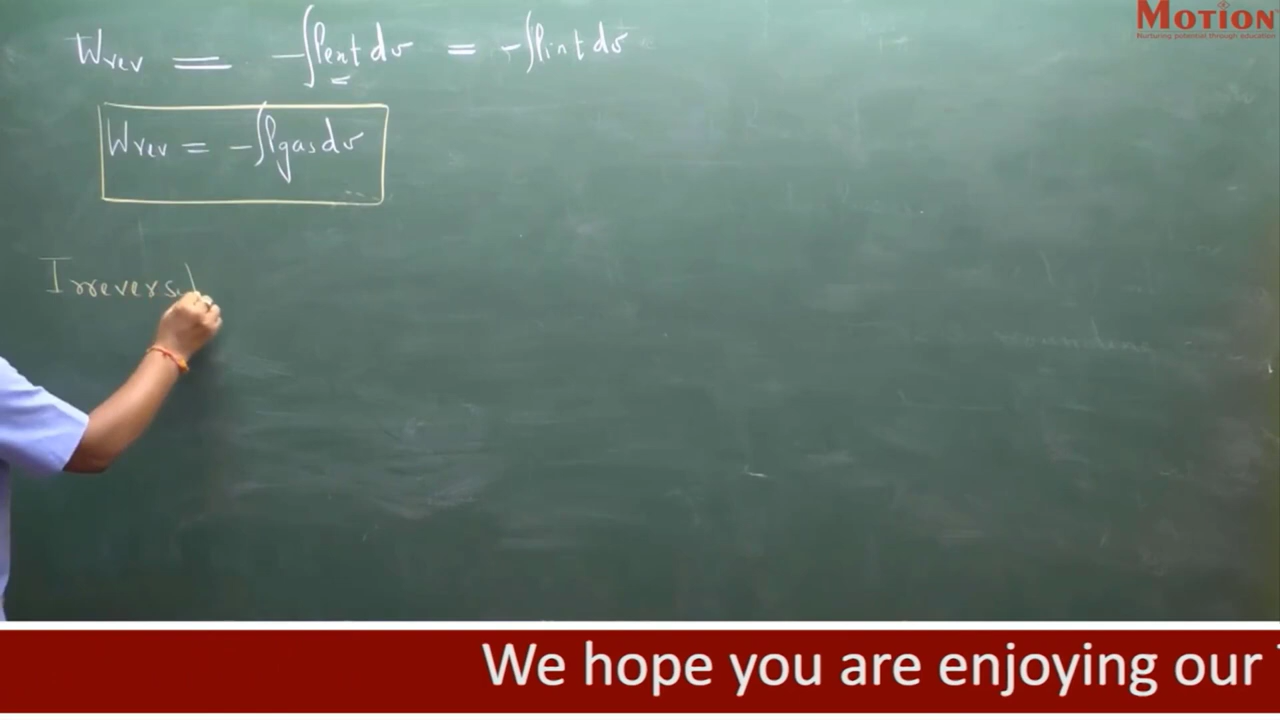 MOTION
Nurturing potential through education
Wrev = -∫Pext dv = -∫Pint dv
Wrev = -∫Pgas dv
Irreversi
We hope you are enjoying our